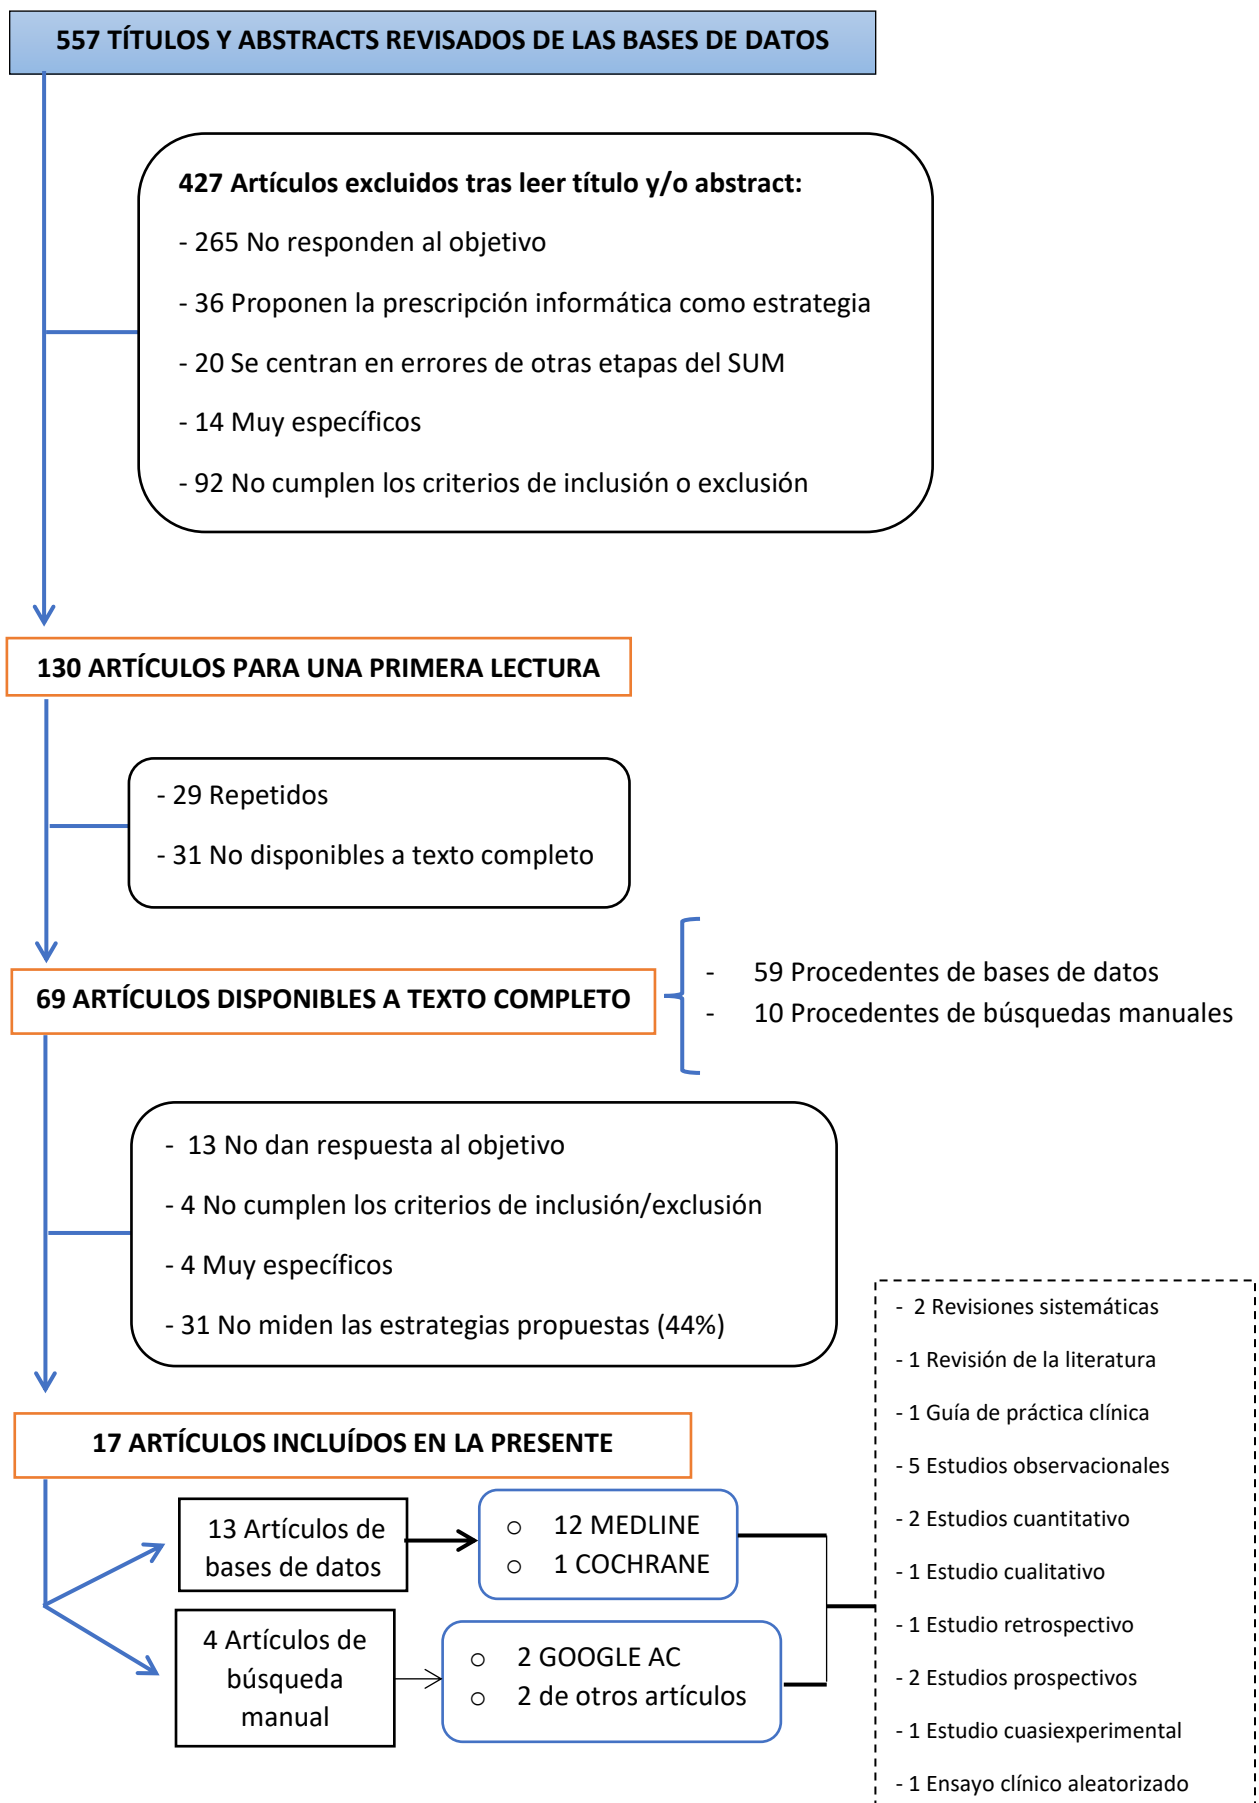 557 TÍTULOS Y ABSTRACTS REVISADOS DE LAS BASES DE DATOS
427 Artículos excluidos tras leer título y/o abstract:
- 265 No responden al objetivo
- 36 Proponen la prescripción informática como estrategia
- 20 Se centran en errores de otras etapas del SUM
- 14 Muy específicos
- 92 No cumplen los criterios de inclusión o exclusión
130 ARTÍCULOS PARA UNA PRIMERA LECTURA
- 29 Repetidos
- 31 No disponibles a texto completo
69 ARTÍCULOS DISPONIBLES A TEXTO COMPLETO
- 59 Procedentes de bases de datos
- 10 Procedentes de búsquedas manuales
- 13 No dan respuesta al objetivo
- 4 No cumplen los criterios de inclusión/exclusión
- 4 Muy específicos
- 31 No miden las estrategias propuestas (44%)
17 ARTÍCULOS INCLUÍDOS EN LA PRESENTE
13 Artículos de
bases de datos
o 12 MEDLINE
o 1 COCHRANE
4 Artículos de
búsqueda
manual
o 2 GOOGLE AC
o 2 de otros artículos
- 2 Revisiones sistemáticas
- 1 Revisión de la literatura
- 1 Guía de práctica clínica
- 5 Estudios observacionales
- 2 Estudios cuantitativo
- 1 Estudio cualitativo
- 1 Estudio retrospectivo
- 2 Estudios prospectivos
- 1 Estudio cuasiexperimental
- 1 Ensayo clínico aleatorizado